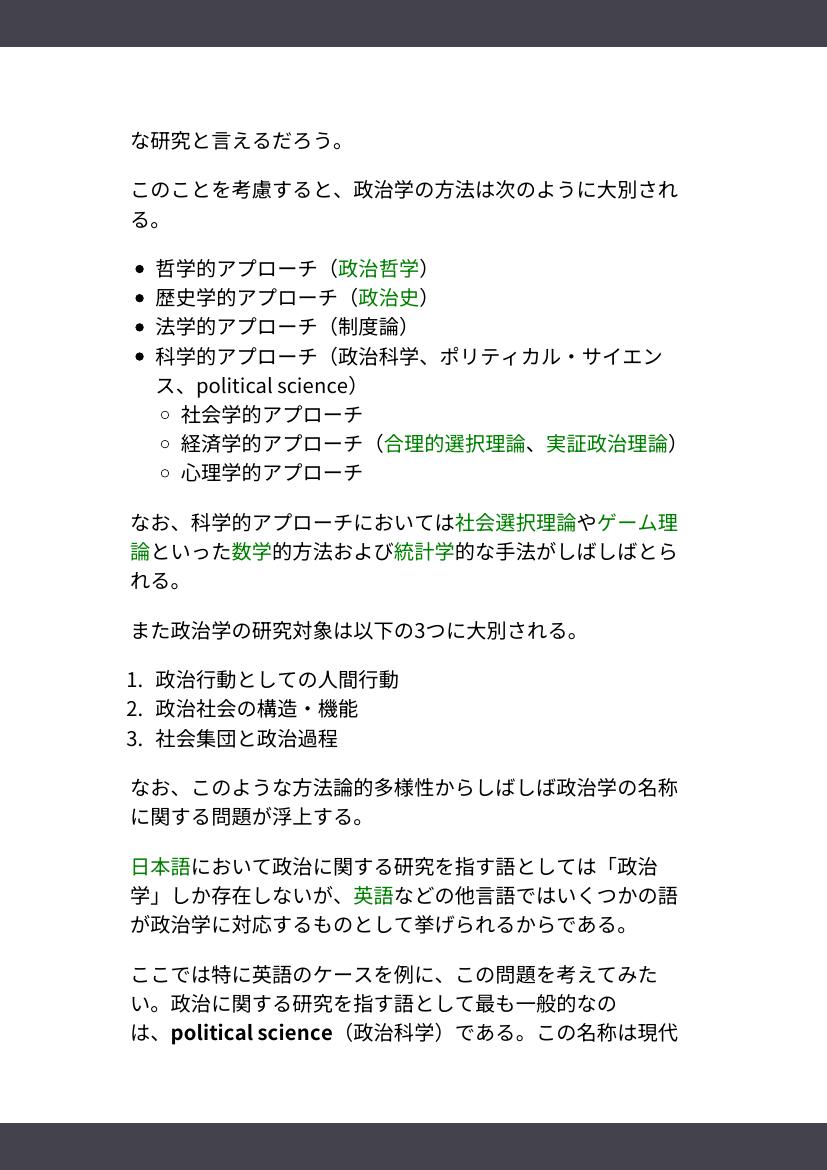 な研究と言えるだろう。
このことを考慮すると、政治学の方法は次のように大別され
る。
• 哲学的アプローチ（政治哲学）
• 歴史学的アプローチ（政治史）
• 法学的アプローチ（制度論）
• 科学的アプローチ（政治科学、ポリティカル・サイエン
ス、political science）
◦ 社会学的アプローチ
◦ 経済学的アプローチ（合理的選択理論、実証政治理論）
◦ 心理学的アプローチ
なお、科学的アプローチにおいては社会選択理論やゲーム理
論といった数学的方法および統計学的な手法がしばしばとら
れる。
また政治学の研究対象は以下の3つに大別される。
1. 政治行動としての人間行動
2. 政治社会の構造・機能
3. 社会集団と政治過程
なお、このような方法論的多様性からしばしば政治学の名称
に関する問題が浮上する。
日本語において政治に関する研究を指す語としては「政治
学」しか存在しないが、英語などの他言語ではいくつかの語
が政治学に対応するものとして挙げられるからである。
ここでは特に英語のケースを例に、この問題を考えてみた
い。政治に関する研究を指す語として最も一般的なの
は、political science（政治科学）である。この名称は現代